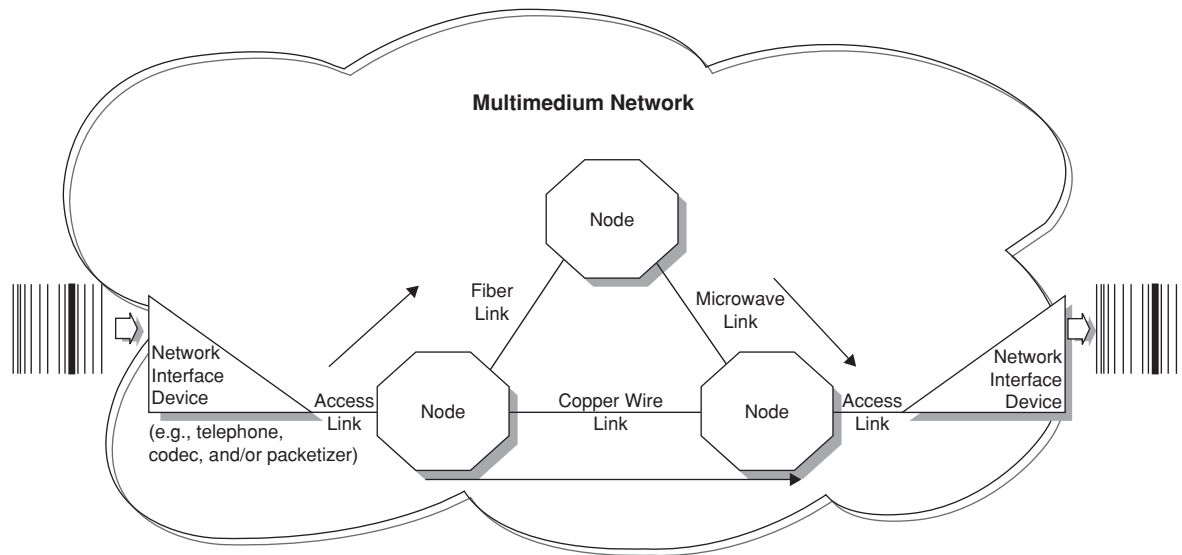 Multimedium Network
Node
Fiber
Link
Microwave
Link
Network
Interface
Device
Network
Interface
Device
Access
Link
Node
Copper Wire
Link
Node
Access
Link
(e.g., telephone,
codec, and/or packetizer)